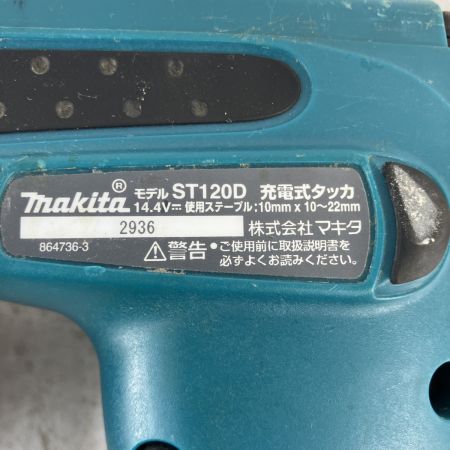 makita® モデル ST120D 充電式タッカ
14.4V⎓ 使用ステープル:10mm x 10～22mm
2936 株式会社マキタ
864736-3
⚠警告 ●ご使用前に取扱説明書を
必ずよくお読みください。